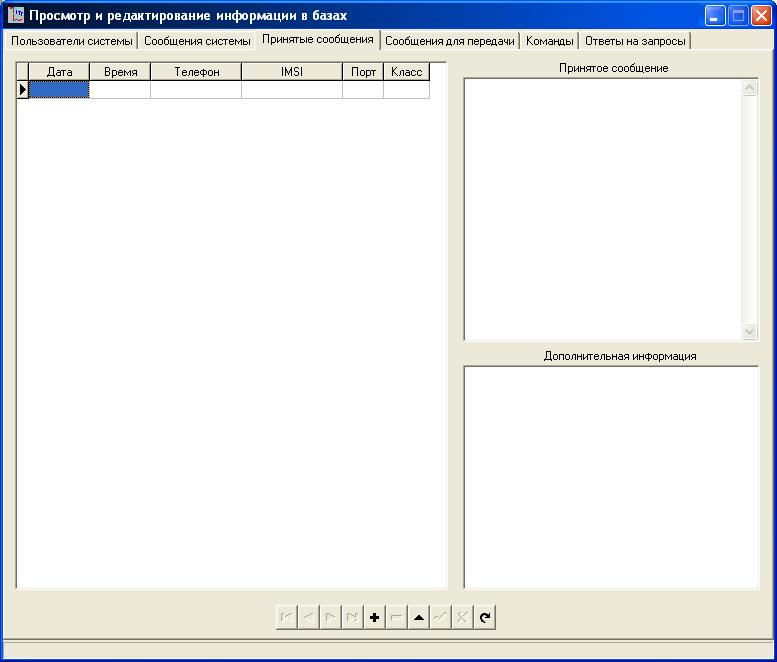 Просмотр и редактирование информации в базах
Пользователи системы Сообщения системы Принятые сообщения Сообщения для передачи Команды Ответы на запросы
Дата Время Телефон IMSI Порт Класс
Принятое сообщение
Дополнительная информация